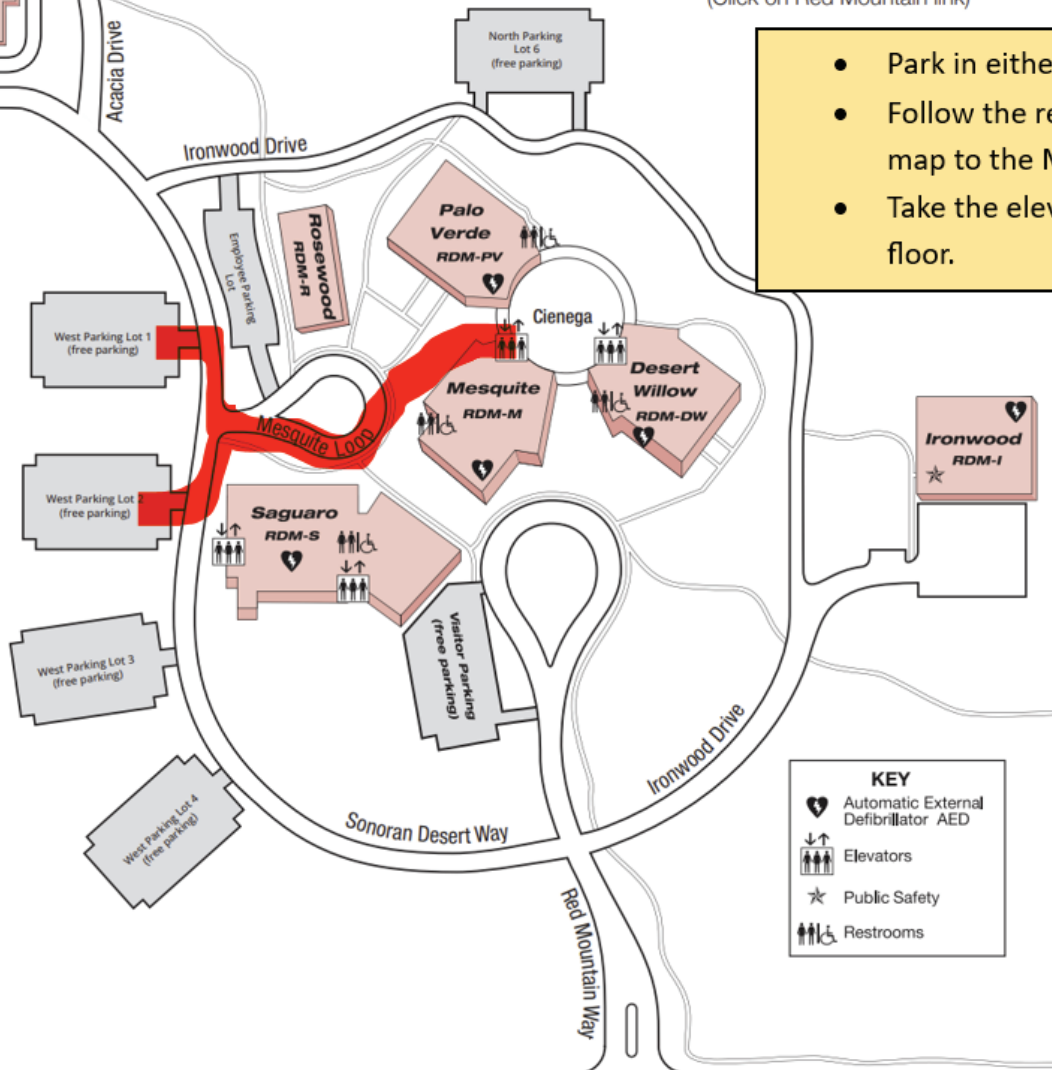 (Click on Red Mountain link)
North Parking
Lot 6
(free parking)
Acacia Drive
• Park in eithe
• Follow the re
map to the M
• Take the elev
floor.
Ironwood Drive
Palo
Verde
RDM-PV
Rosewood
RDM-R
Employee Parking
Lot
Cienega
West Parking Lot 1
(free parking)
Desert
Willow
RDM-DW
Mesquite
RDM-M
Mesquite Loop
Ironwood
RDM-I
West Parking Lot 2
(free parking)
Saguaro
RDM-S
Visitor Parking
(free parking)
West Parking Lot 3
(free parking)
Ironwood Drive
West Parking Lot 4
(free parking)
Sonoran Desert Way
KEY
Automatic External
Defibrillator AED
Elevators
Public Safety
Restrooms
Red Mountain Way